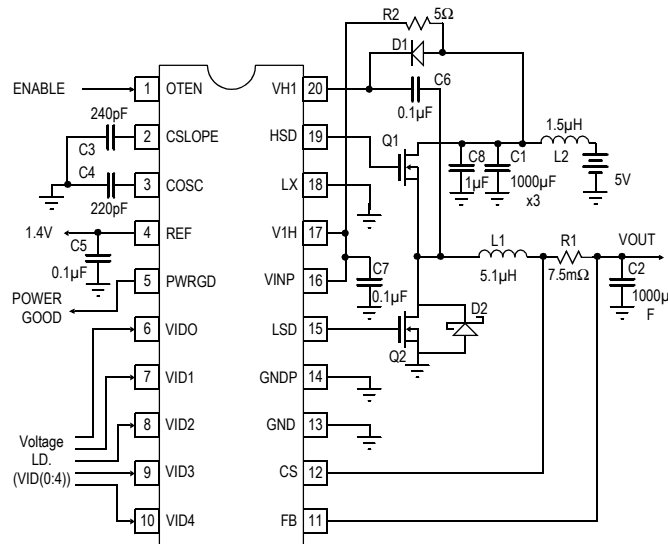 R2
5Ω
D1
C6
0.1µF
ENABLE
1 OTEN
VH1 20
240pF
C3
2 CSLOPE
HSD 19
Q1
C8
1µF
C1
1000µF
x3
1.5µH
L2
5V
C4
220pF
3 COSC
LX 18
1.4V
4 REF
V1H 17
C5
0.1µF
5 PWRGD
VINP 16
C7
0.1µF
L1
5.1µH
R1
7.5mΩ
VOUT
C2
1000µ
F
POWER
GOOD
6 VIDO
LSD 15
D2
Q2
7 VID1
GNDP 14
8 VID2
GND 13
Voltage
I.D.
(VID(0:4))
9 VID3
CS 12
10 VID4
FB 11